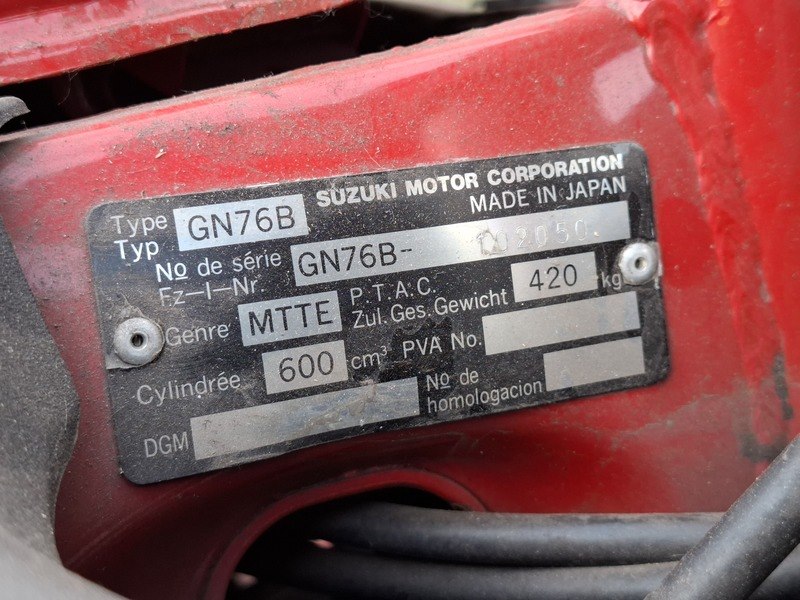 SUZUKI MOTOR CORPORATION
MADE IN JAPAN
Type
Typ
GN76B
Nº de série
Fz-I-Nr.
GN76B- 102050.
Genre MTTE
P.T.A.C.
Zul.Ges.Gewicht
420 kg
Cylindrée 600 cm³
PVA No.
DGM
Nº de
homologacion